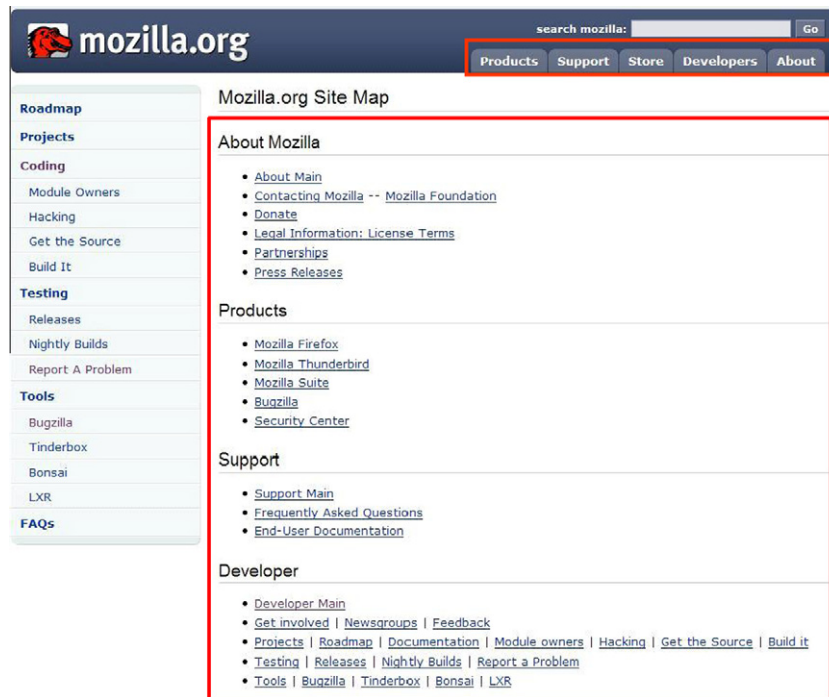 mozilla.org
search mozilla: Go
Products Support Store Developers About
Roadmap
Projects
Coding
Module Owners
Hacking
Get the Source
Build It
Testing
Releases
Nightly Builds
Report A Problem
Tools
Bugzilla
Tinderbox
Bonsai
LXR
FAQs
Mozilla.org Site Map
About Mozilla
• About Main
• Contacting Mozilla -- Mozilla Foundation
• Donate
• Legal Information: License Terms
• Partnerships
• Press Releases
Products
• Mozilla Firefox
• Mozilla Thunderbird
• Mozilla Suite
• Bugzilla
• Security Center
Support
• Support Main
• Frequently Asked Questions
• End-User Documentation
Developer
• Developer Main
• Get involved | Newsgroups | Feedback
• Projects | Roadmap | Documentation | Module owners | Hacking | Get the Source | Build it
• Testing | Releases | Nightly Builds | Report a Problem
• Tools | Bugzilla | Tinderbox | Bonsai | LXR